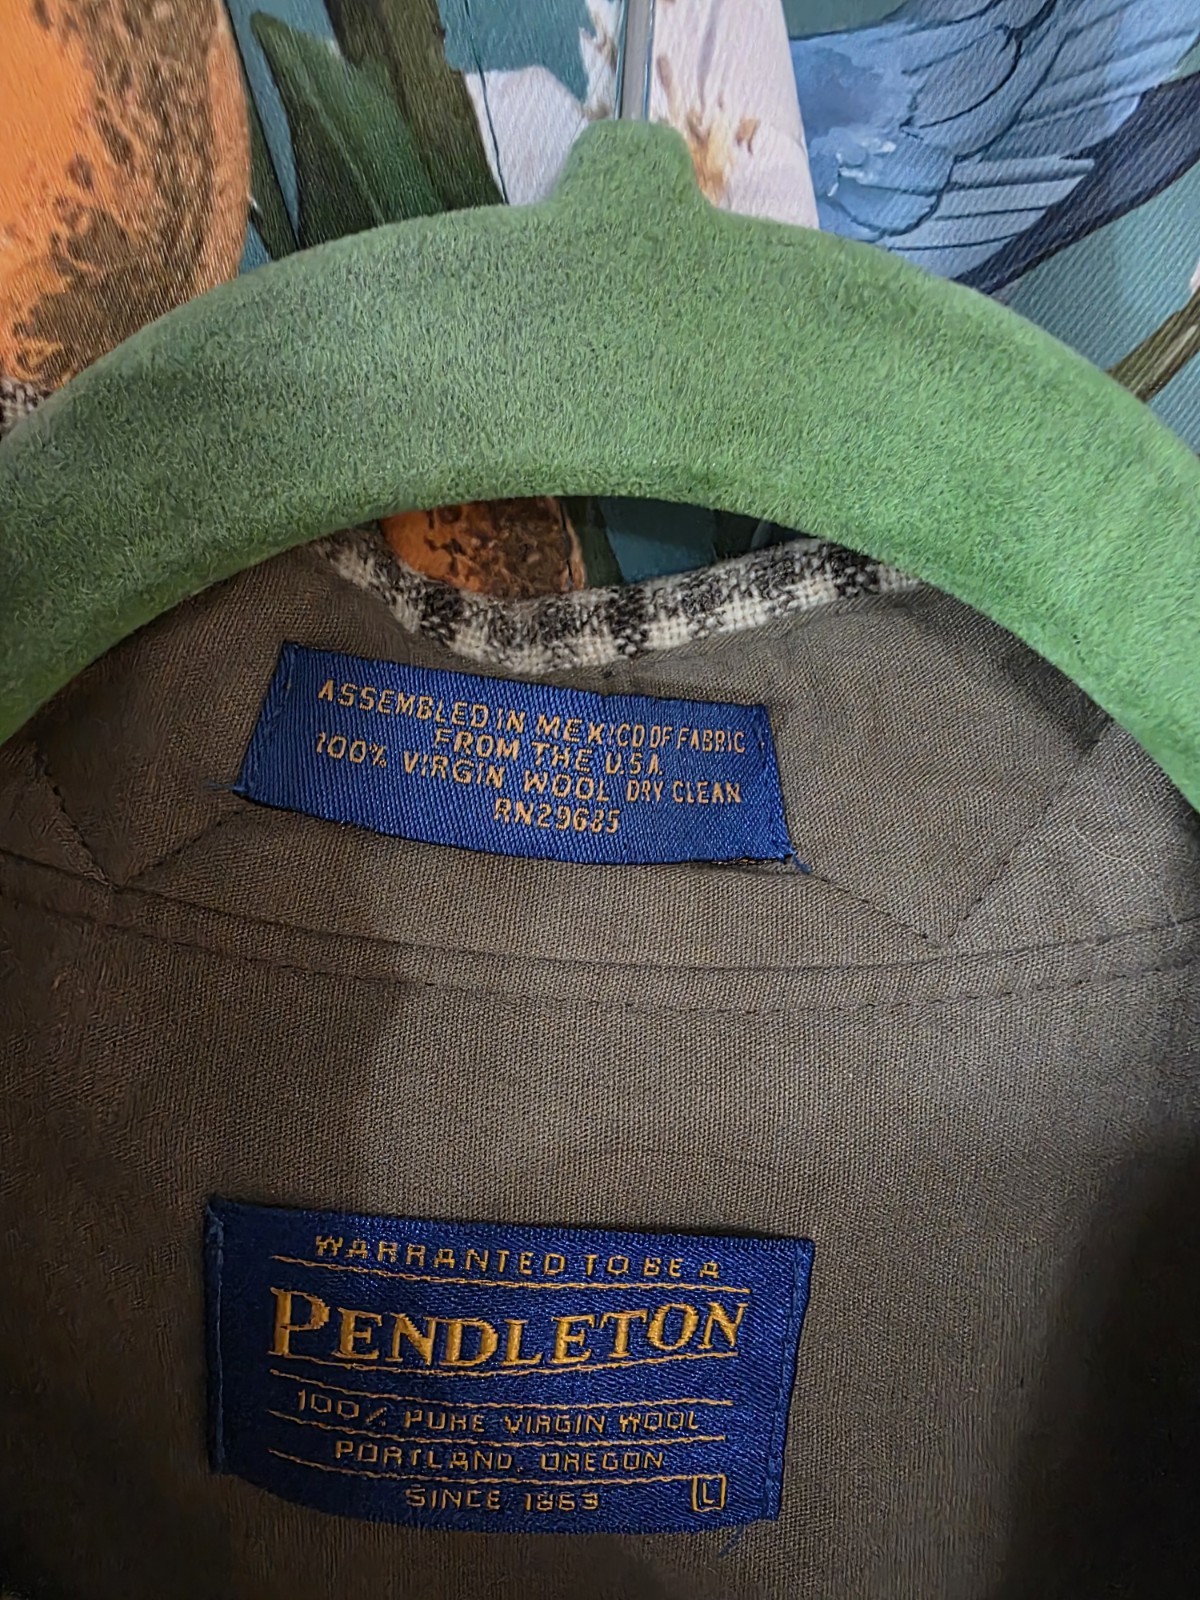 ASSEMBLED IN MEXICO OF FABRIC
FROM THE U.S.A.
100% VIRGIN WOOL DRY CLEAN
RN29685
WARRANTED TO BE A
PENDLETON
100% PURE VIRGIN WOOL
PORTLAND, OREGON
SINCE 1863
L